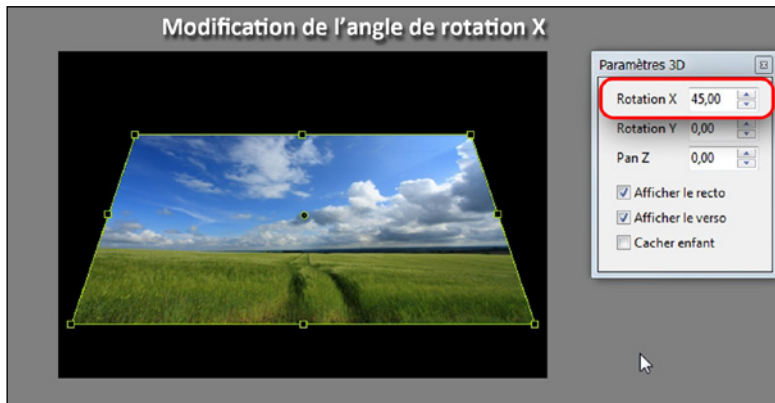 Modification de l'angle de rotation X
Paramètres 3D
Rotation X 45,00
Rotation Y 0,00
Pan Z 0,00
Afficher le recto
Afficher le verso
Cacher enfant